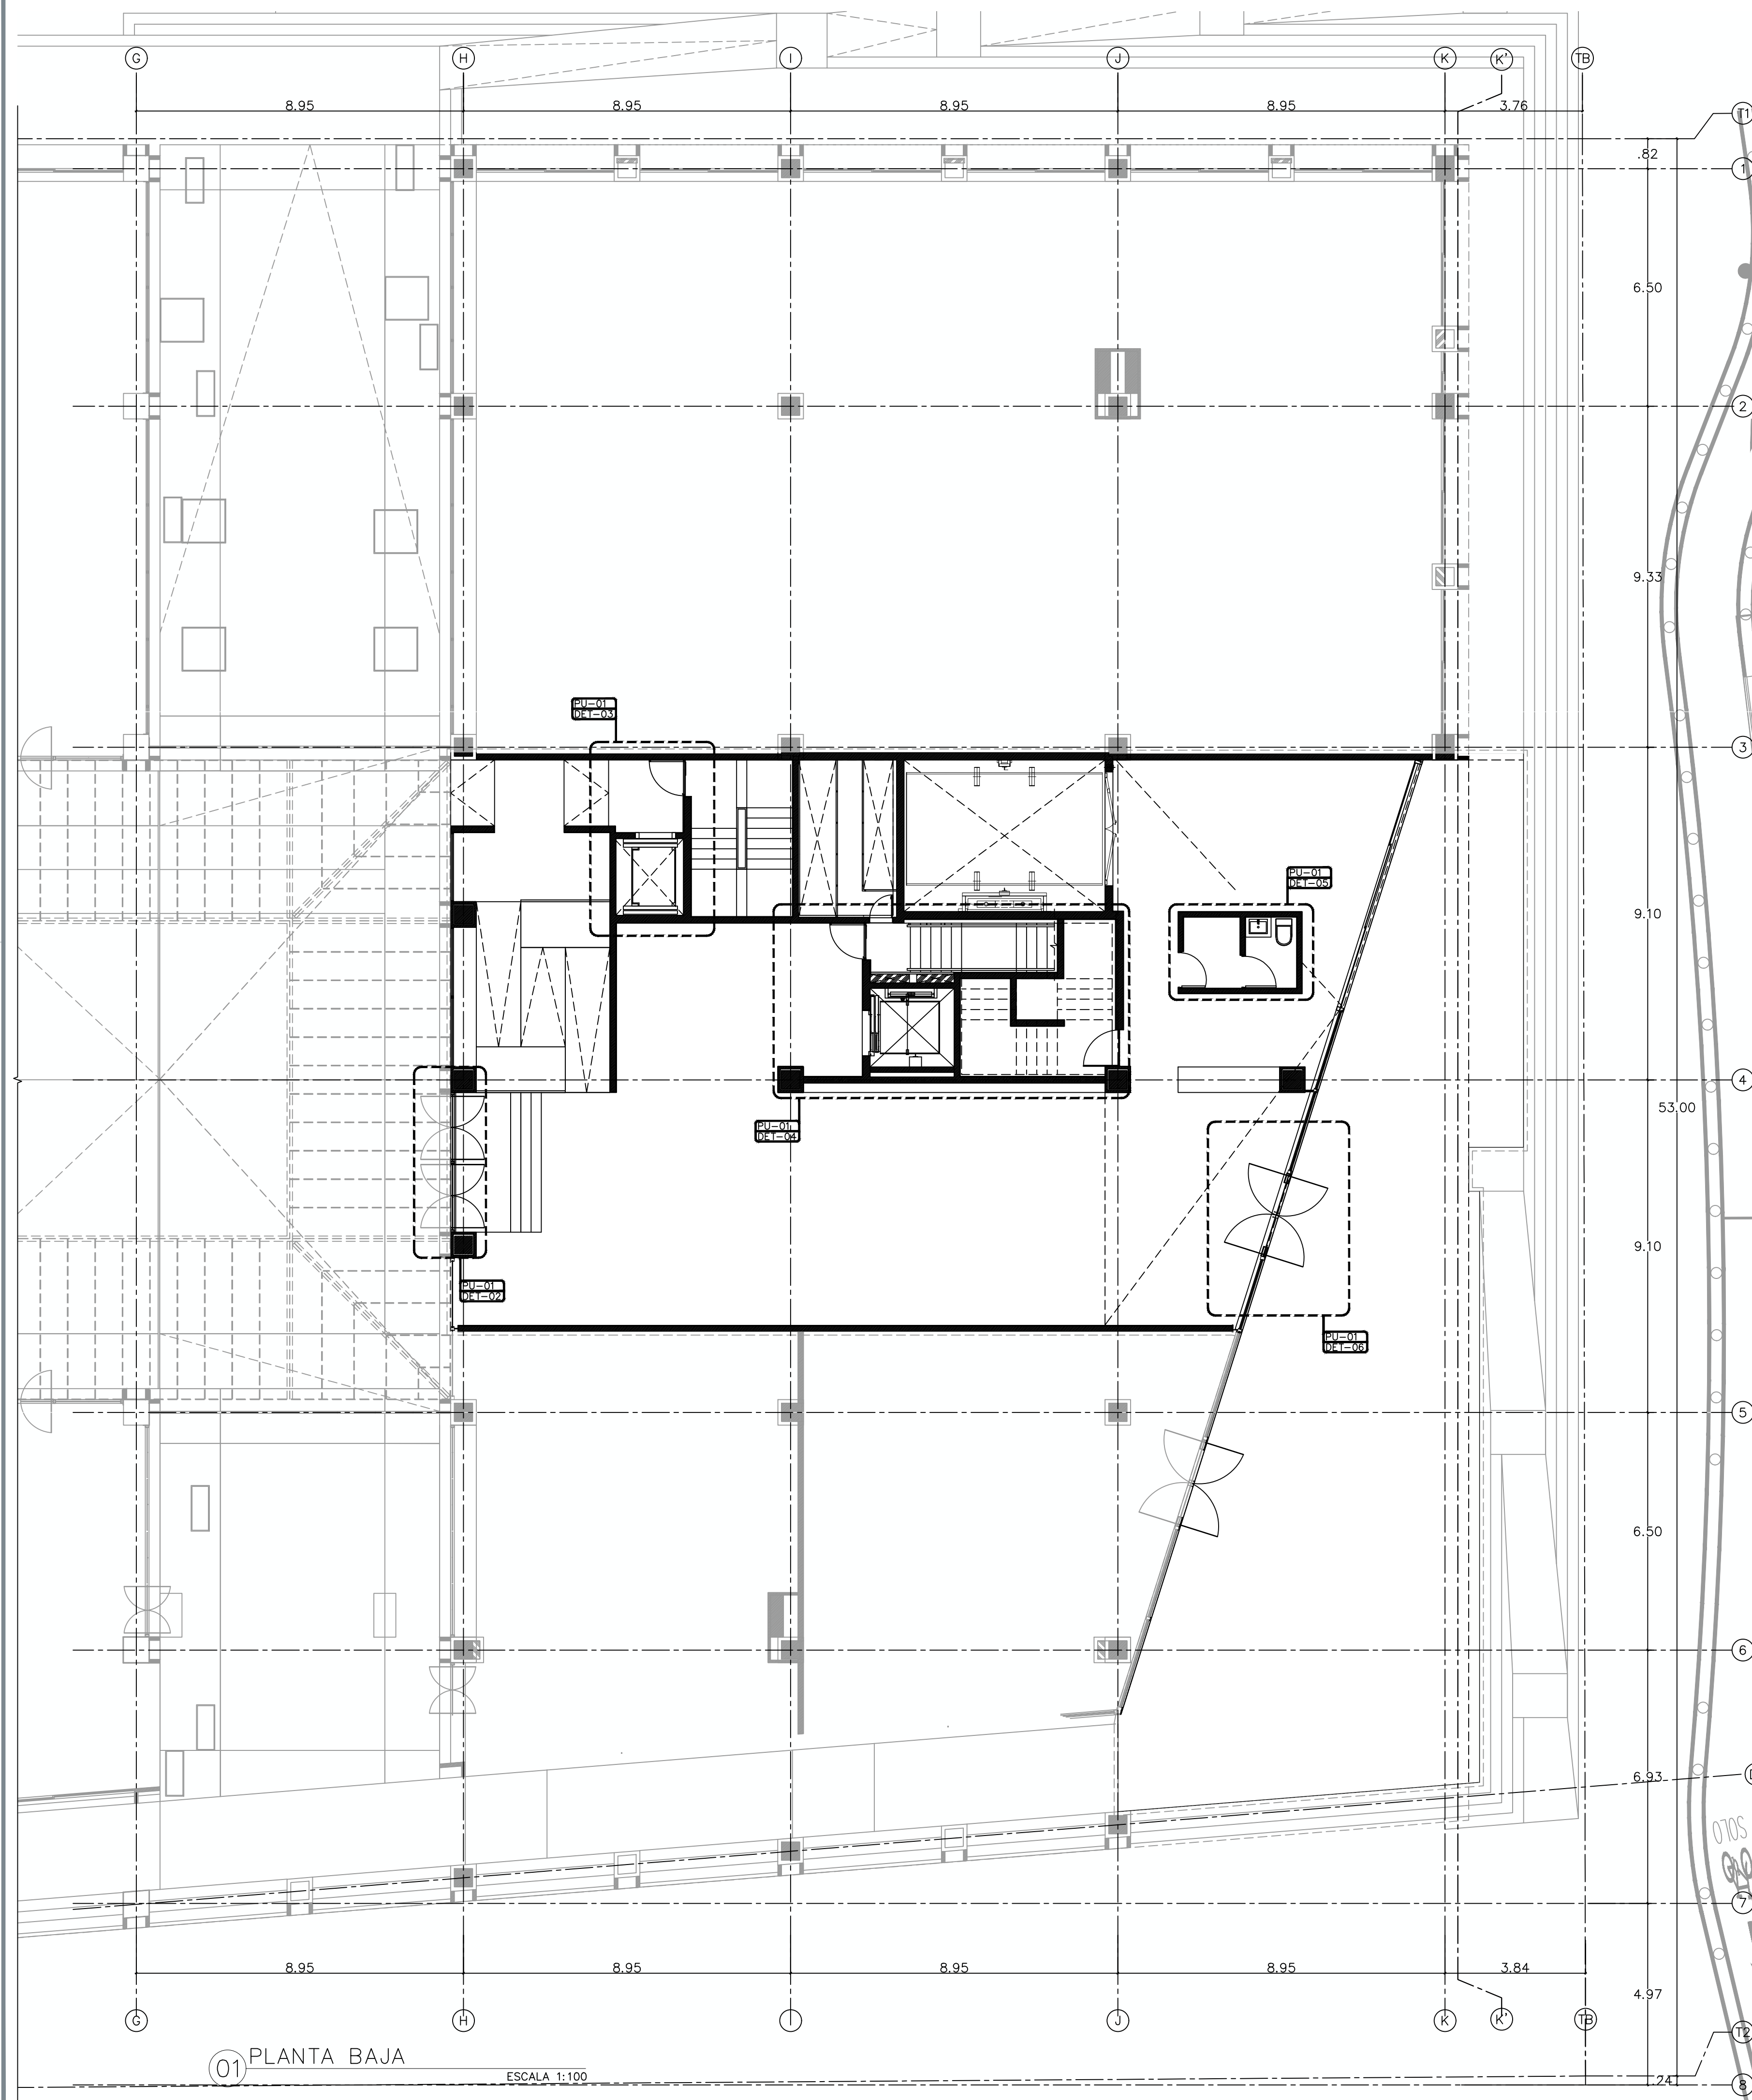 G H I J K K' TB
8.95 8.95 8.95 8.95 3.76
T1
.82
1
6.50
2
9.33
PU-01
DET-03
3
PU-01
DET-05
9.10
4
53.00
PU-01
DET-04
9.10
PU-01
DET-02
PU-01
DET-06
5
6.50
6
6.93
SOLO
7
8.95 8.95 8.95 8.95 3.84
4.97
G H I J K K' TB
T2
01 PLANTA BAJA
ESCALA 1:100
.24
8